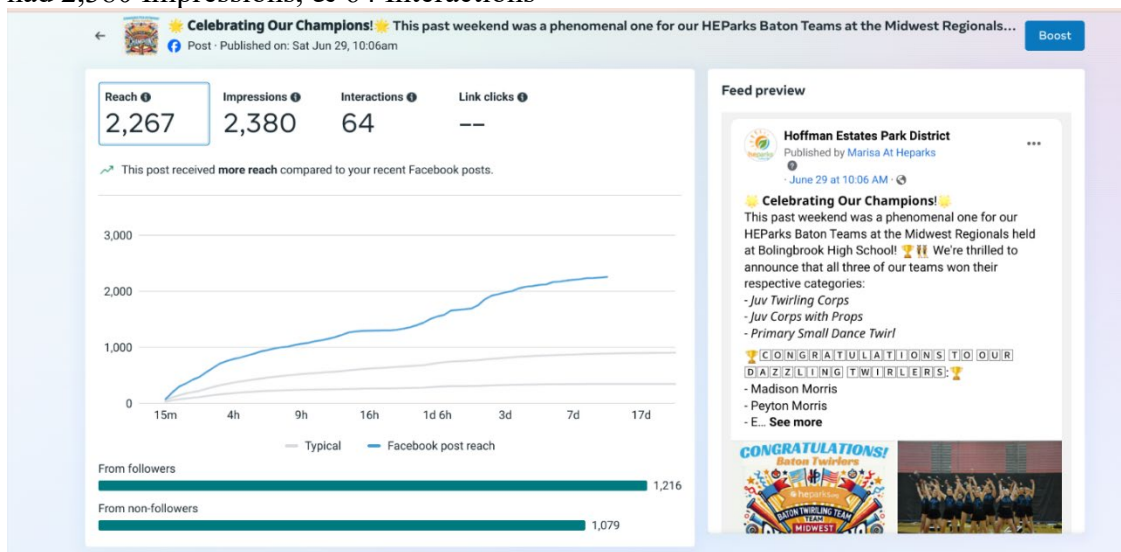 had 2,380 Impressions, & 64 Interactions
🌟 Celebrating Our Champions!🌟 This past weekend was a phenomenal one for our HEParks Baton Teams at the Midwest Regionals...
Post · Published on: Sat Jun 29, 10:06am
Boost
Reach
Impressions
Interactions
Link clicks
2,267
2,380
64
--
This post received more reach compared to your recent Facebook posts.
3,000
2,000
1,000
0
15m
4h
9h
16h
1d 6h
3d
7d
17d
Typical
Facebook post reach
From followers
1,216
From non-followers
1,079
Feed preview
Hoffman Estates Park District
Published by Marisa At Heparks
· June 29 at 10:06 AM ·
🌟 Celebrating Our Champions!🌟
This past weekend was a phenomenal one for our
HEParks Baton Teams at the Midwest Regionals held
at Bolingbrook High School! 🏆👯 We're thrilled to
announce that all three of our teams won their
respective categories:
- Juv Twirling Corps
- Juv Corps with Props
- Primary Small Dance Twirl
🏆🄲🄾🄽🄶🅁🄰🅃🅄🄻🄰🅃🄸🄾🄽🅂 🅃🄾 🄾🅄🅁
🄳🄰🅉🅉🄻🄸🄽🄶 🅃🅆🄸🅁🄻🄴🅁🅂:🏆
- Madison Morris
- Peyton Morris
- E... See more
CONGRATULATIONS!
Baton Twirlers
heparks.org
BATON TWIRLING TEAM
TEAM
MIDWEST